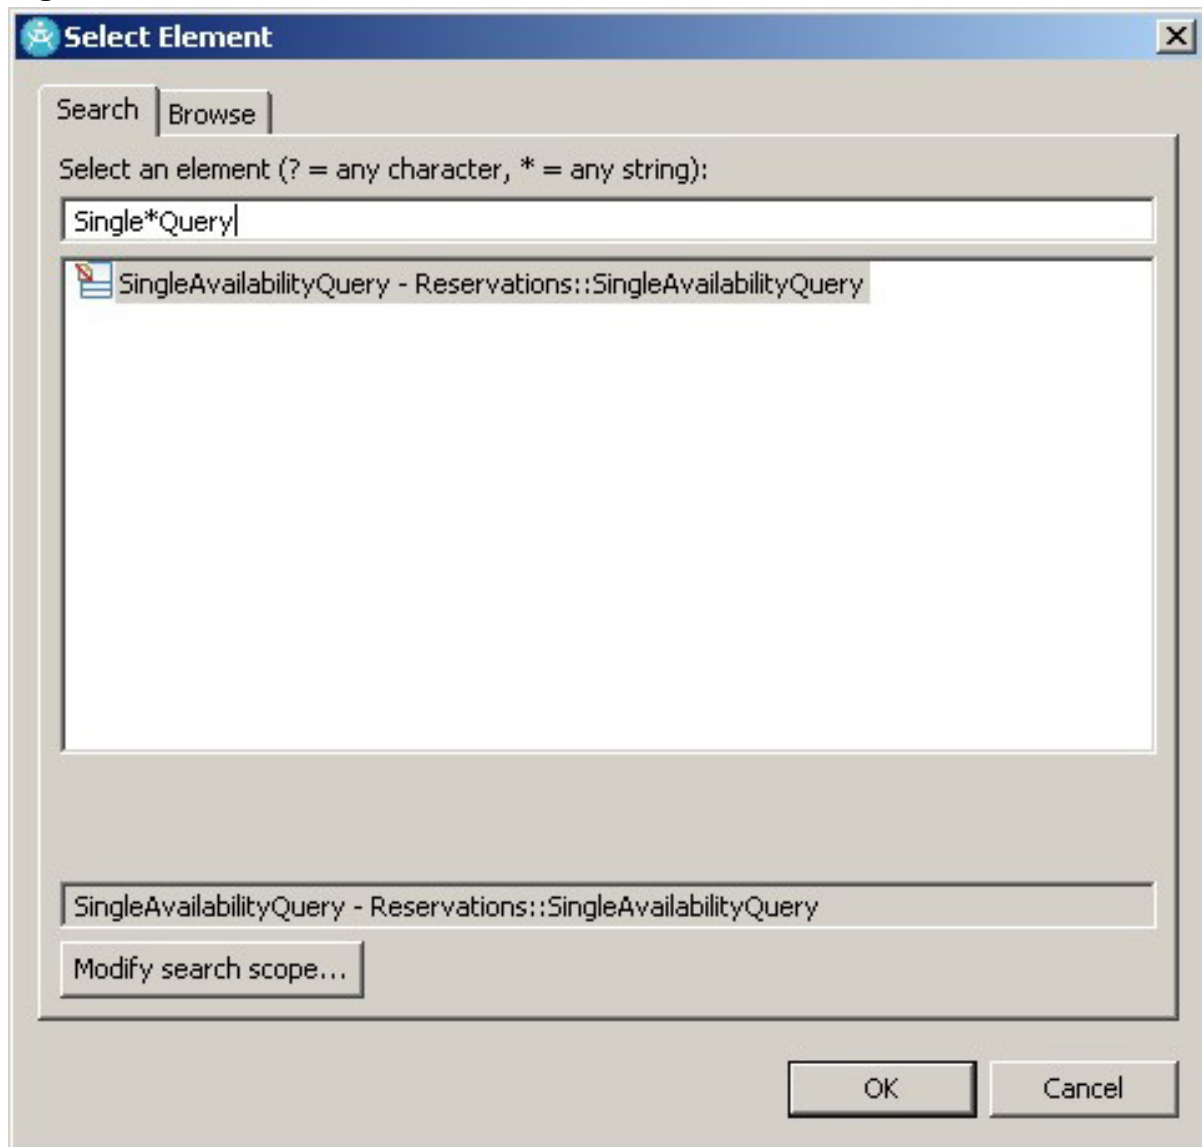 Select Element
Search Browse
Select an element (? = any character, * = any string):
Single*Query
SingleAvailabilityQuery - Reservations::SingleAvailabilityQuery
SingleAvailabilityQuery - Reservations::SingleAvailabilityQuery
Modify search scope...
OK Cancel